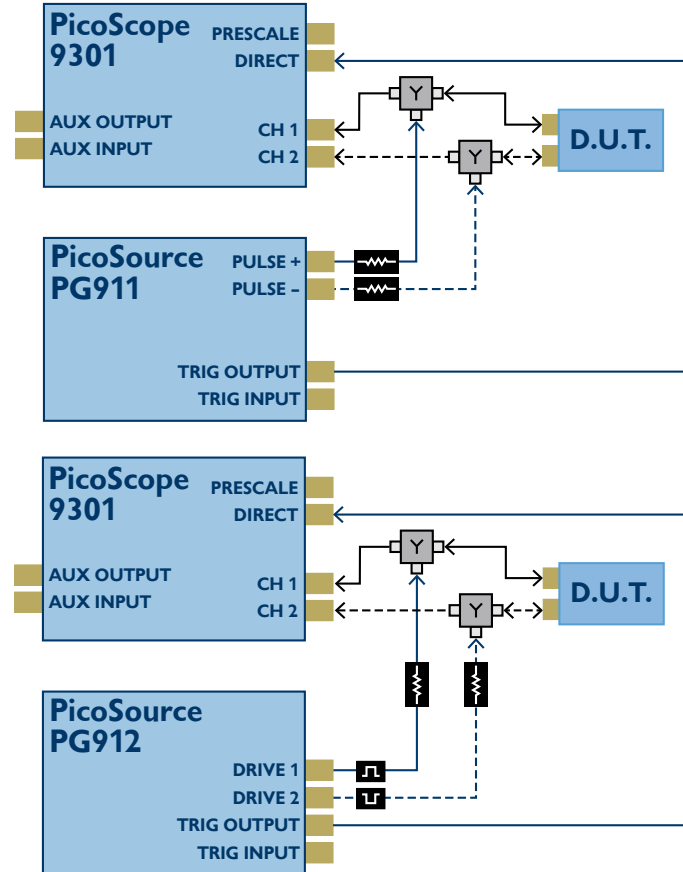 PicoScope
9301
PRESCALE
DIRECT
AUX OUTPUT
AUX INPUT
CH 1
CH 2
Y
Y
D.U.T.
PicoSource
PG911
PULSE +
PULSE –
TRIG OUTPUT
TRIG INPUT
PicoScope
9301
PRESCALE
DIRECT
AUX OUTPUT
AUX INPUT
CH 1
CH 2
Y
Y
D.U.T.
PicoSource
PG912
DRIVE 1
DRIVE 2
TRIG OUTPUT
TRIG INPUT